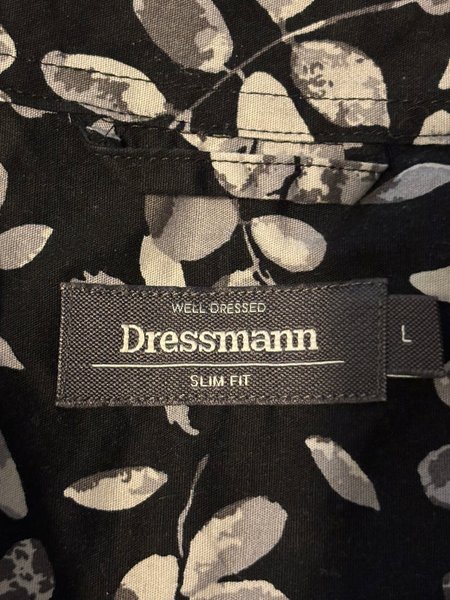 WELL DRESSED
Dressmann
SLIM FIT
L